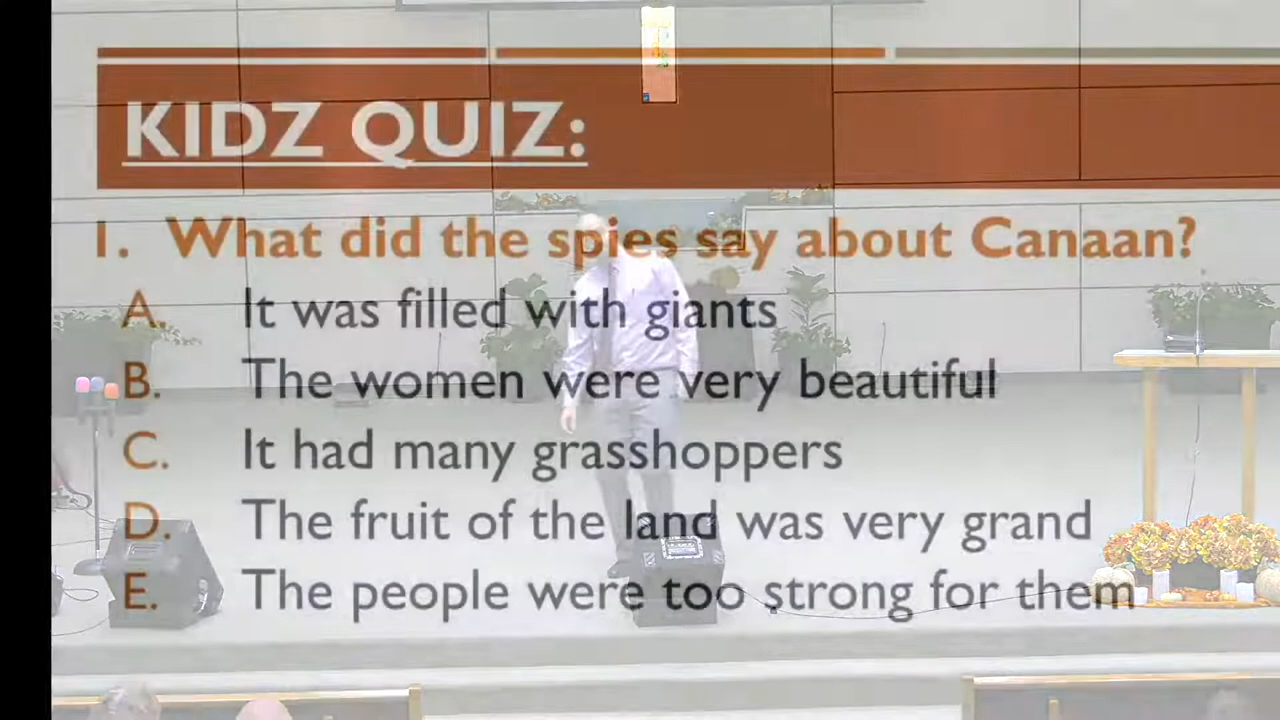 KIDZ QUIZ:
1. What did the spies say about Canaan?
A. It was filled with giants
B. The women were very beautiful
C. It had many grasshoppers
D. The fruit of the land was very grand
E. The people were too strong for them